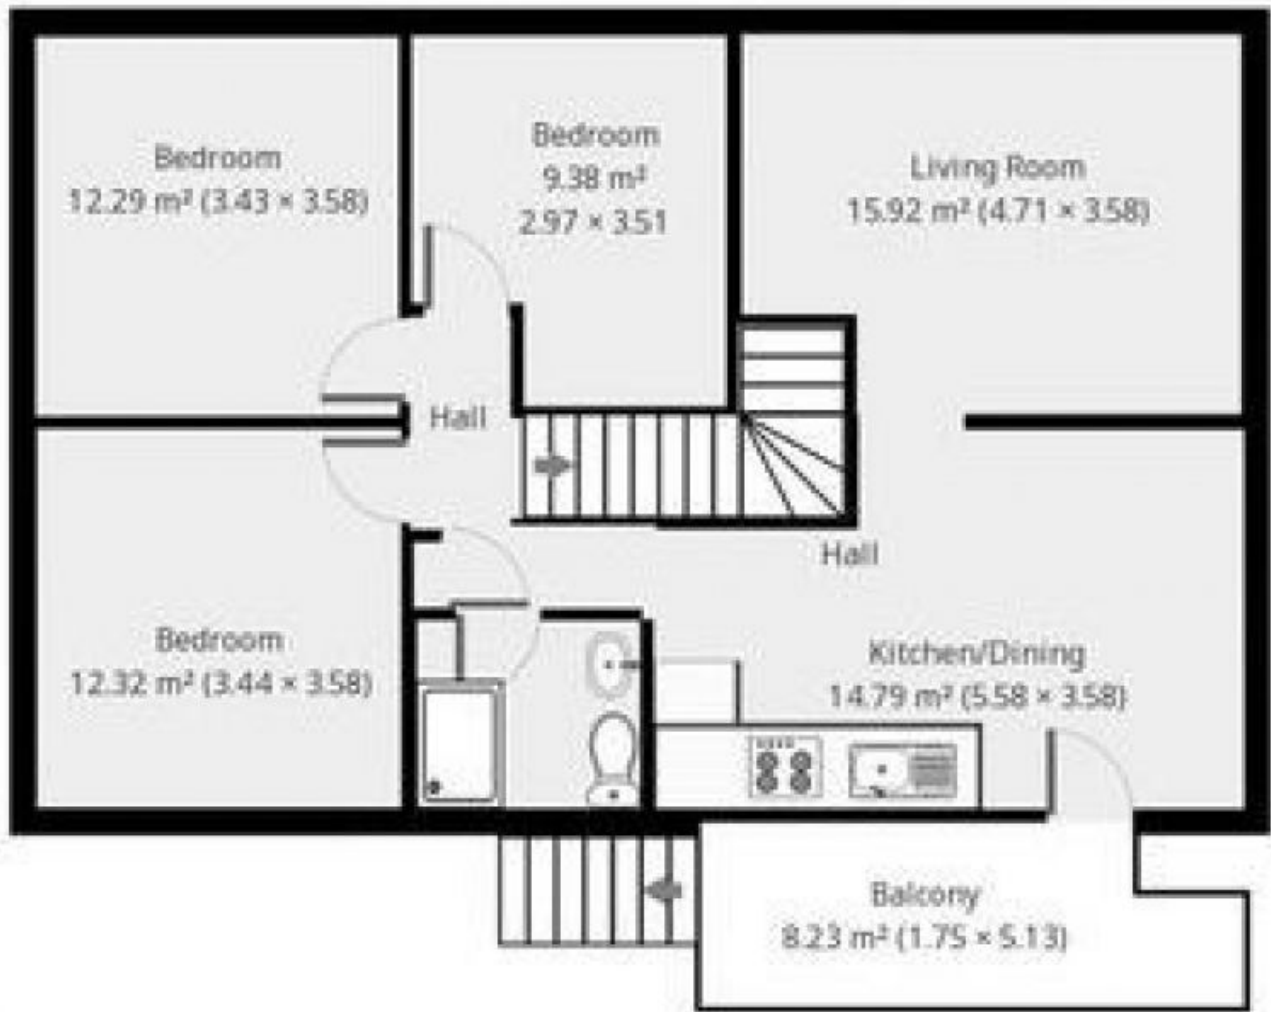 Bedroom
12.29 m² (3.43 × 3.58)
Bedroom
9.38 m²
2.97 × 3.51
Living Room
15.92 m² (4.71 × 3.58)
Hall
Hall
Bedroom
12.32 m² (3.44 × 3.58)
Kitchen/Dining
14.79 m² (5.58 × 3.58)
Balcony
8.23 m² (1.75 × 5.13)